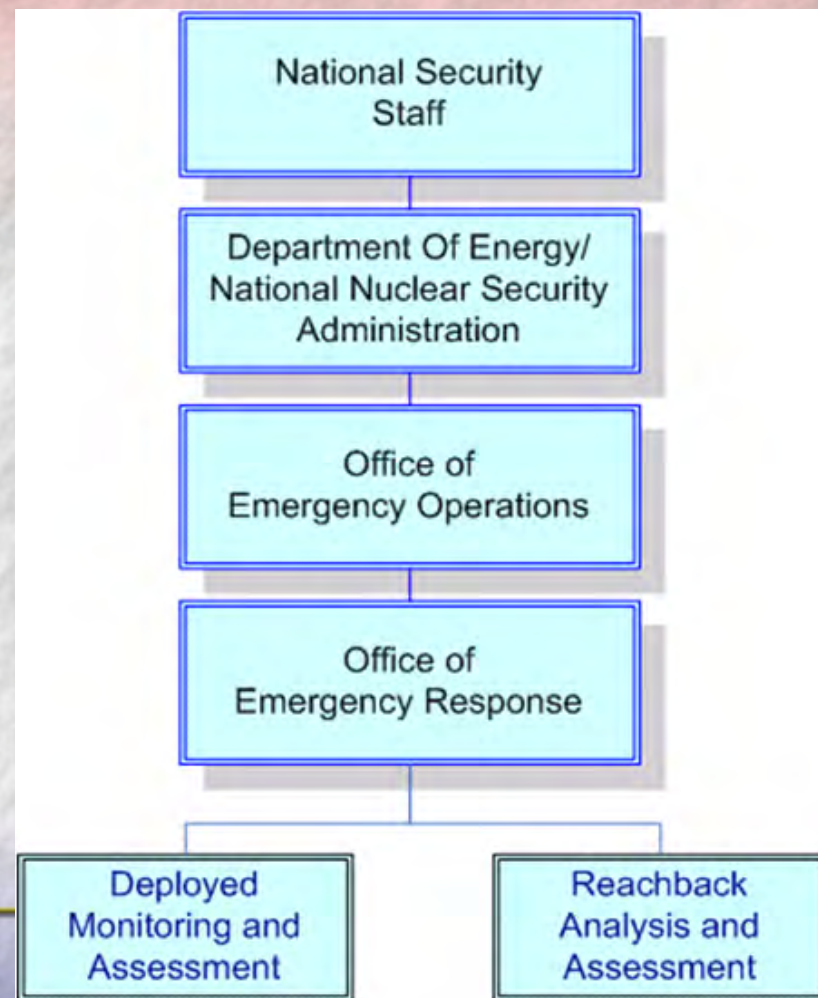 National Security
Staff
Department Of Energy/
National Nuclear Security
Administration
Office of
Emergency Operations
Office of
Emergency Response
Deployed
Monitoring and
Assessment
Reachback
Analysis and
Assessment